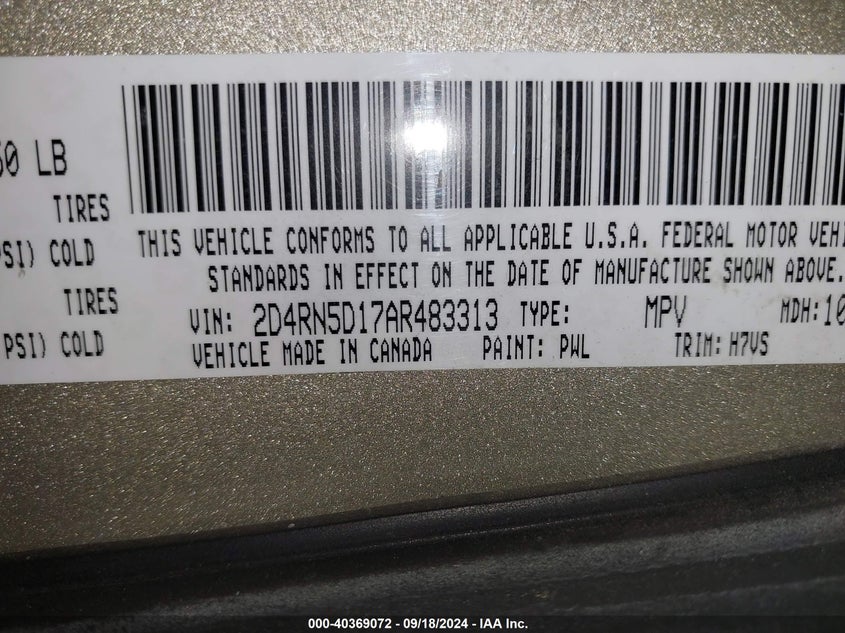 50 LB
TIRES
PSI) COLD
TIRES
PSI) COLD
THIS VEHICLE CONFORMS TO ALL APPLICABLE U.S.A. FEDERAL MOTOR VEHI
STANDARDS IN EFFECT ON THE DATE OF MANUFACTURE SHOWN ABOVE.
VIN: 2D4RN5D17AR483313 TYPE: MPV MDH: 10
VEHICLE MADE IN CANADA PAINT: PWL TRIM: H7VS
000-40369072 - 09/18/2024 - IAA Inc.